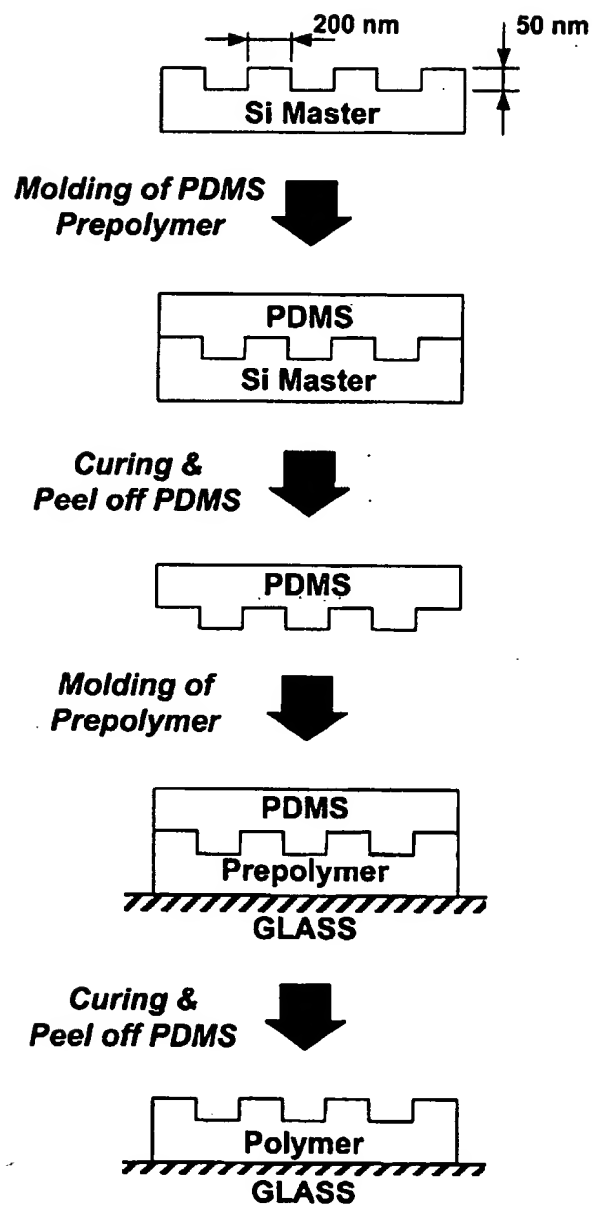 200 nm
50 nm
Si Master
Molding of PDMS
Prepolymer
PDMS
Si Master
Curing &
Peel off PDMS
PDMS
Molding of
Prepolymer
PDMS
Prepolymer
GLASS
Curing &
Peel off PDMS
Polymer
GLASS